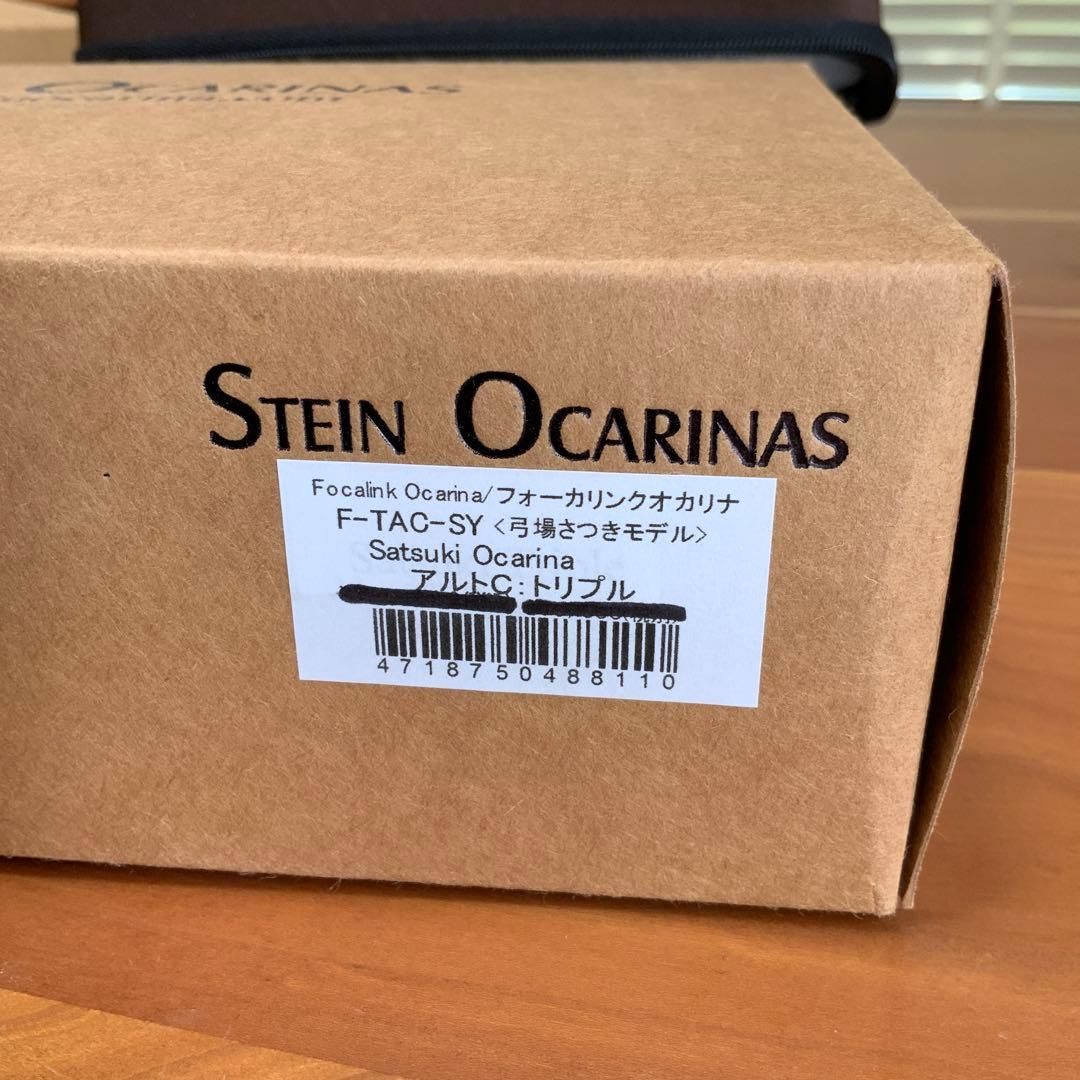 OCARINAS
STEIN OCARINAS
Focalink Ocarina/フォーカリンクオカリナ
F-TAC-SY <弓場さつきモデル>
Satsuki Ocarina
アルトC:トリプル
4718750488110